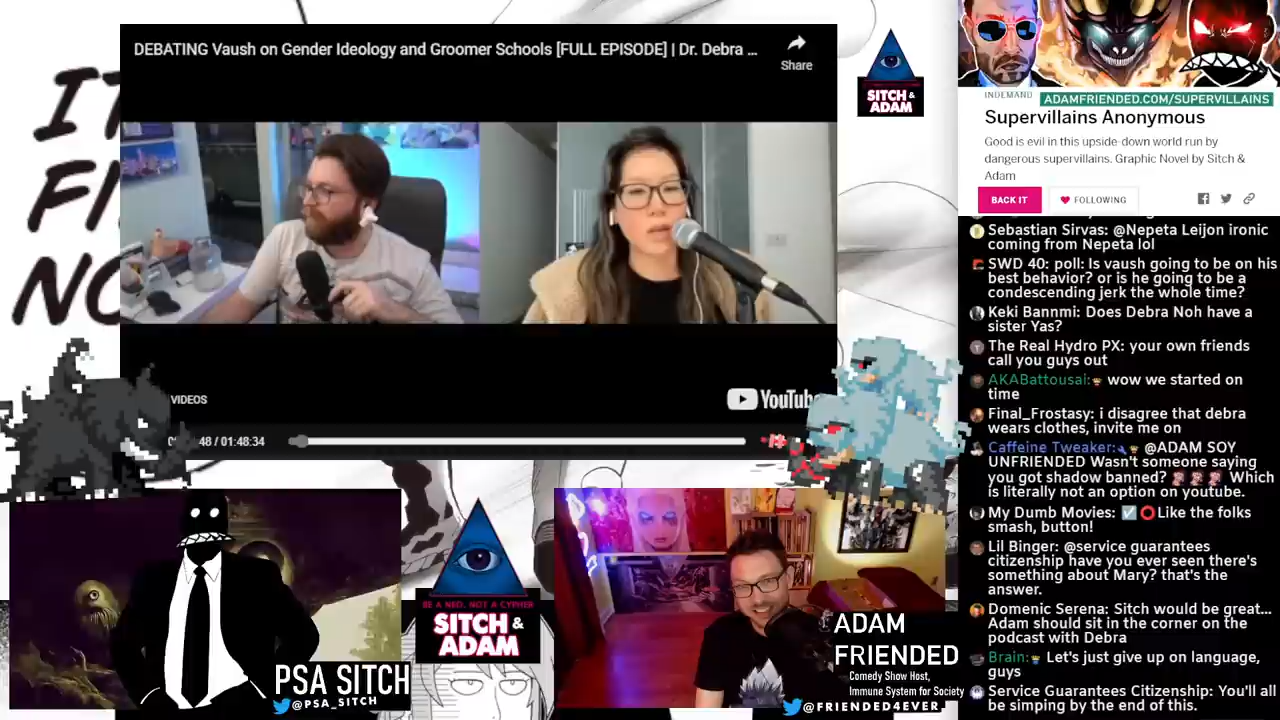 IT
FI
NO
DEBATING Vaush on Gender Ideology and Groomer Schools [FULL EPISODE] | Dr. Debra ...
Share
VIDEOS
48 / 01:48:34
YouTube
SITCH &
ADAM
INDEMAND
ADAMFRIENDED.COM/SUPERVILLAINS
Supervillains Anonymous
Good is evil in this upside-down world run by
dangerous supervillains. Graphic Novel by Sitch &
Adam
BACK IT
FOLLOWING
Sebastian Sirvas: @Nepeta Leijon ironic
coming from Nepeta lol
SWD 40: poll: Is vaush going to be on his
best behavior? or is he going to be a
condescending jerk the whole time?
Keki Bannmi: Does Debra Noh have a
sister Yas?
The Real Hydro PX: your own friends
call you guys out
AKABattousai: wow we started on
time
Final_Frostasy: i disagree that debra
wears clothes, invite me on
Caffeine Tweaker: @ADAM SOY
UNFRIENDED Wasn't someone saying
you got shadow banned? Which
is literally not an option on youtube.
My Dumb Movies: Like the folks
smash, button!
Lil Binger: @service guarantees
citizenship have you ever seen there's
something about Mary? that's the
answer.
Domenic Serena: Sitch would be great...
Adam should sit in the corner on the
podcast with Debra
Brain: Let's just give up on language,
guys
Service Guarantees Citizenship: You'll all
be simping by the end of this.
PSA SITCH
@PSA_SITCH
BE A NEO, NOT A CYPHER
SITCH &
ADAM
ADAM
FRIENDED
Comedy Show Host,
Immune System for Society
@FRIENDED4EVER